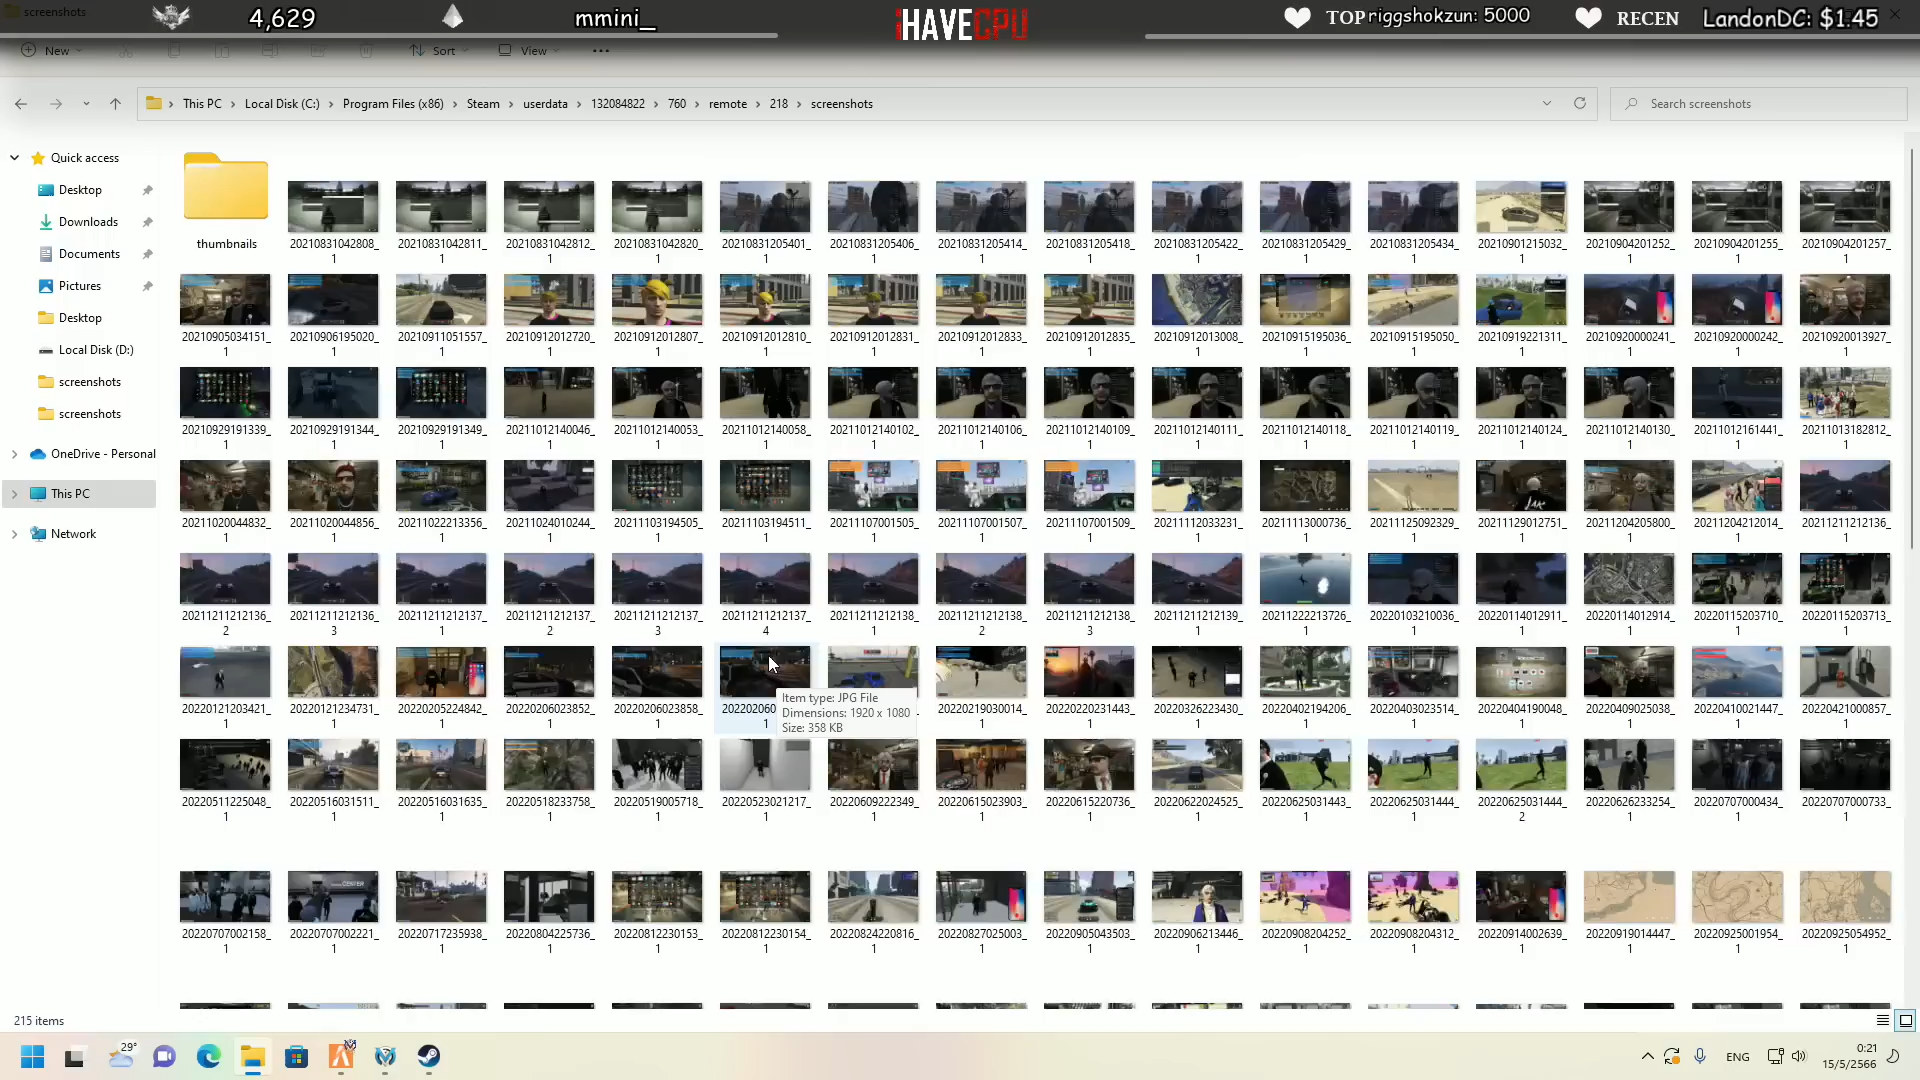 screenshots
4,629
mmini_
iHAVECPU
TOP riggshokzun: 5000
RECEN LandonDC: $1.45
New
Sort
View
This PC > Local Disk (C:) > Program Files (x86) > Steam > userdata > 132084822 > 760 > remote > 218 > screenshots
Search screenshots
Quick access
Desktop
Downloads
Documents
Pictures
Desktop
Local Disk (D:)
screenshots
screenshots
OneDrive - Personal
This PC
Network
thumbnails 20210831042808_1 20210831042811_1 20210831042812_1 20210831042820_1 20210831205401_1 20210831205406_1 20210831205414_1 20210831205418_1 20210831205422_1 20210831205429_1 20210831205434_1 20210901215032_1 20210904201252_1 20210904201255_1 20210904201257_1
20210905034151_1 20210906195020_1 20210911051557_1 20210912012720_1 20210912012807_1 20210912012810_1 20210912012831_1 20210912012833_1 20210912012835_1 20210912013008_1 20210915195036_1 20210915195050_1 20210919221311_1 20210920000241_1 20210920000242_1 20210920013927_1
20210929191339_1 20210929191344_1 20210929191349_1 20211012140046_1 20211012140053_1 20211012140058_1 20211012140102_1 20211012140106_1 20211012140109_1 20211012140111_1 20211012140118_1 20211012140119_1 20211012140124_1 20211012140130_1 20211012161441_1 20211013182812_1
20211020044832_1 20211020044856_1 20211022213356_1 20211024010244_1 20211103194505_1 20211103194511_1 20211107001505_1 20211107001507_1 20211107001509_1 20211112033231_1 20211113000736_1 20211125092329_1 20211129012751_1 20211204205800_1 20211204212014_1 20211211212136_1
20211211212136_2 20211211212136_3 20211211212137_1 20211211212137_2 20211211212137_3 20211211212137_4 20211211212138_1 20211211212138_2 20211211212138_3 20211211212139_1 20211222213726_1 20220103210036_1 20220114012911_1 20220114012914_1 20220115203710_1 20220115203713_1
20220121203421_1 20220121234731_1 20220205224842_1 20220206023852_1 20220206023858_1 202202060 1 20220219030014_1 20220220231443_1 20220326223430_1 20220402194206_1 20220403023514_1 20220404190048_1 20220409025038_1 20220410021447_1 20220421000857_1
Item type: JPG File
Dimensions: 1920 x 1080
Size: 358 KB
20220511225048_1 20220516031511_1 20220516031635_1 20220518233758_1 20220519005718_1 20220523021217_1 20220609222349_1 20220615023903_1 20220615220736_1 20220622024525_1 20220625031443_1 20220625031444_1 20220625031444_2 20220626233254_1 20220707000434_1 20220707000733_1
20220707002158_1 20220707002221_1 20220717235938_1 20220804225736_1 20220812230153_1 20220812230154_1 20220824220816_1 20220827025003_1 20220905043503_1 20220906213446_1 20220908204252_1 20220908204312_1 20220914002639_1 20220919014447_1 20220925001954_1 20220925054952_1
215 items
29°
ENG
0:21
15/5/2566